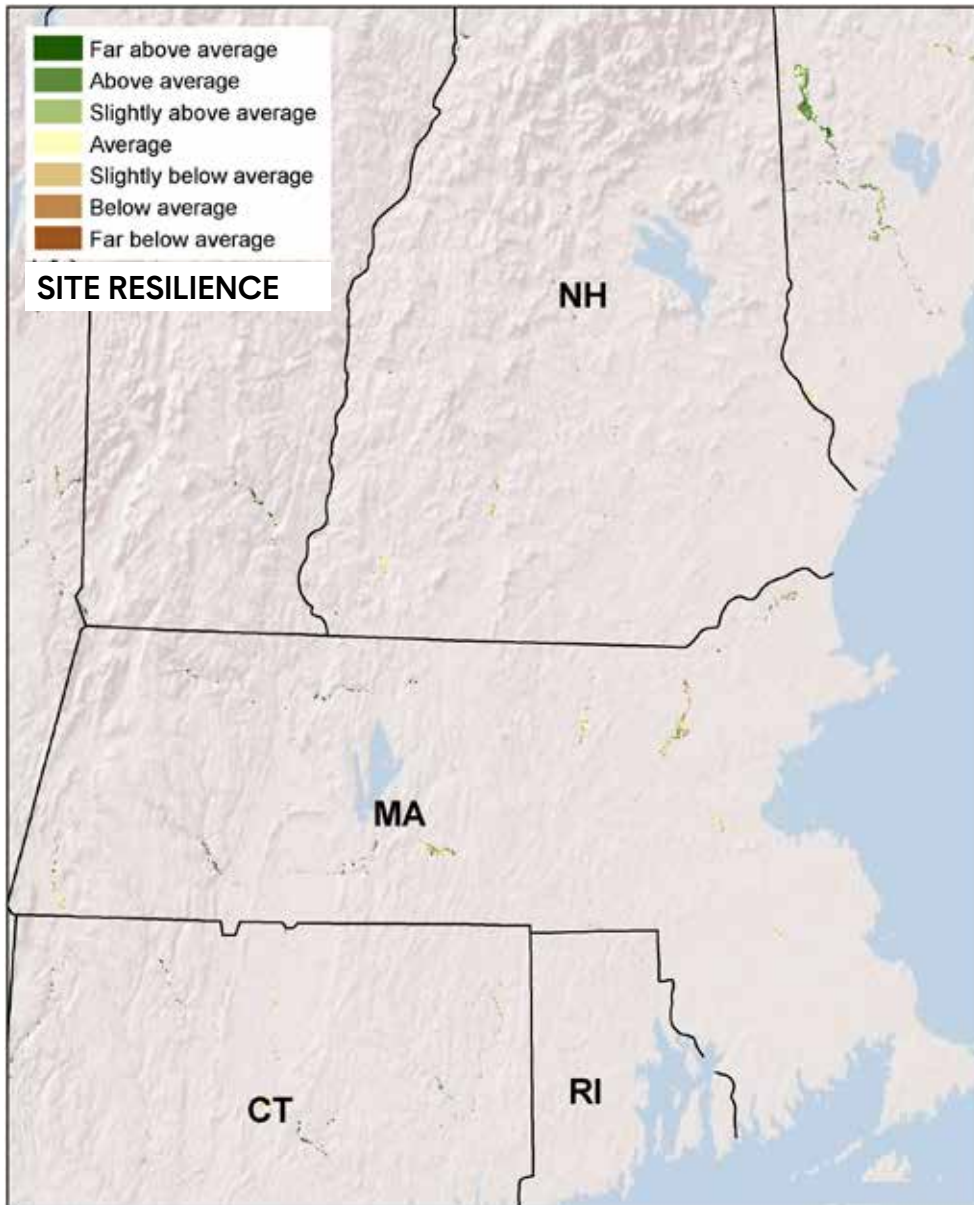 Far above average
Above average
Slightly above average
Average
Slightly below average
Below average
Far below average
SITE RESILIENCE
NH
MA
CT
RI